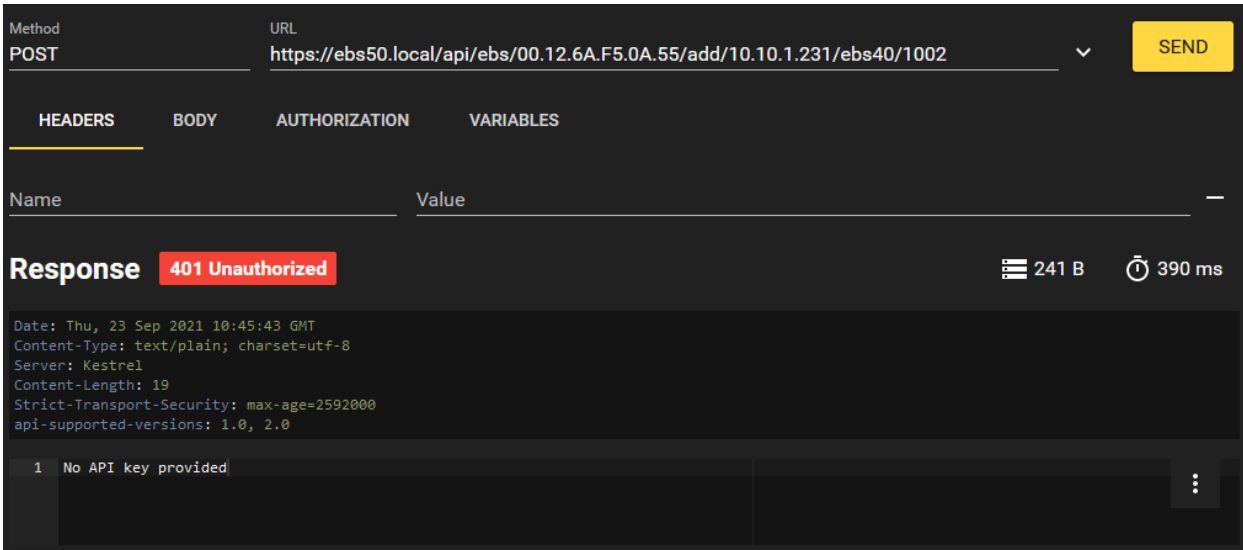 Method URL
POST https://ebs50.local/api/ebs/00.12.6A.F5.0A.55/add/10.10.1.231/ebs40/1002 SEND
HEADERS BODY AUTHORIZATION VARIABLES
Name Value
Response 401 Unauthorized 241 B 390 ms
Date: Thu, 23 Sep 2021 10:45:43 GMT
Content-Type: text/plain; charset=utf-8
Server: Kestrel
Content-Length: 19
Strict-Transport-Security: max-age=2592000
api-supported-versions: 1.0, 2.0
1 No API key provided